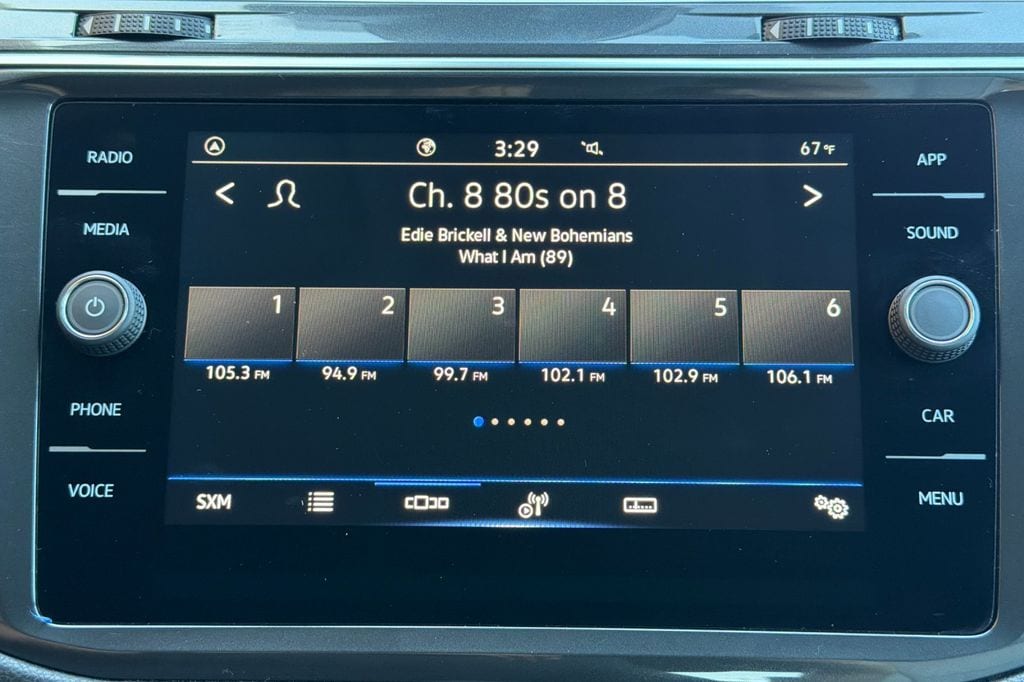 3:29
67°F
RADIO
APP
Ch. 8 80s on 8
MEDIA
SOUND
Edie Brickell & New Bohemians
What I Am (89)
1 2 3 4 5 6
105.3 FM 94.9 FM 99.7 FM 102.1 FM 102.9 FM 106.1 FM
PHONE
CAR
VOICE
SXM
MENU